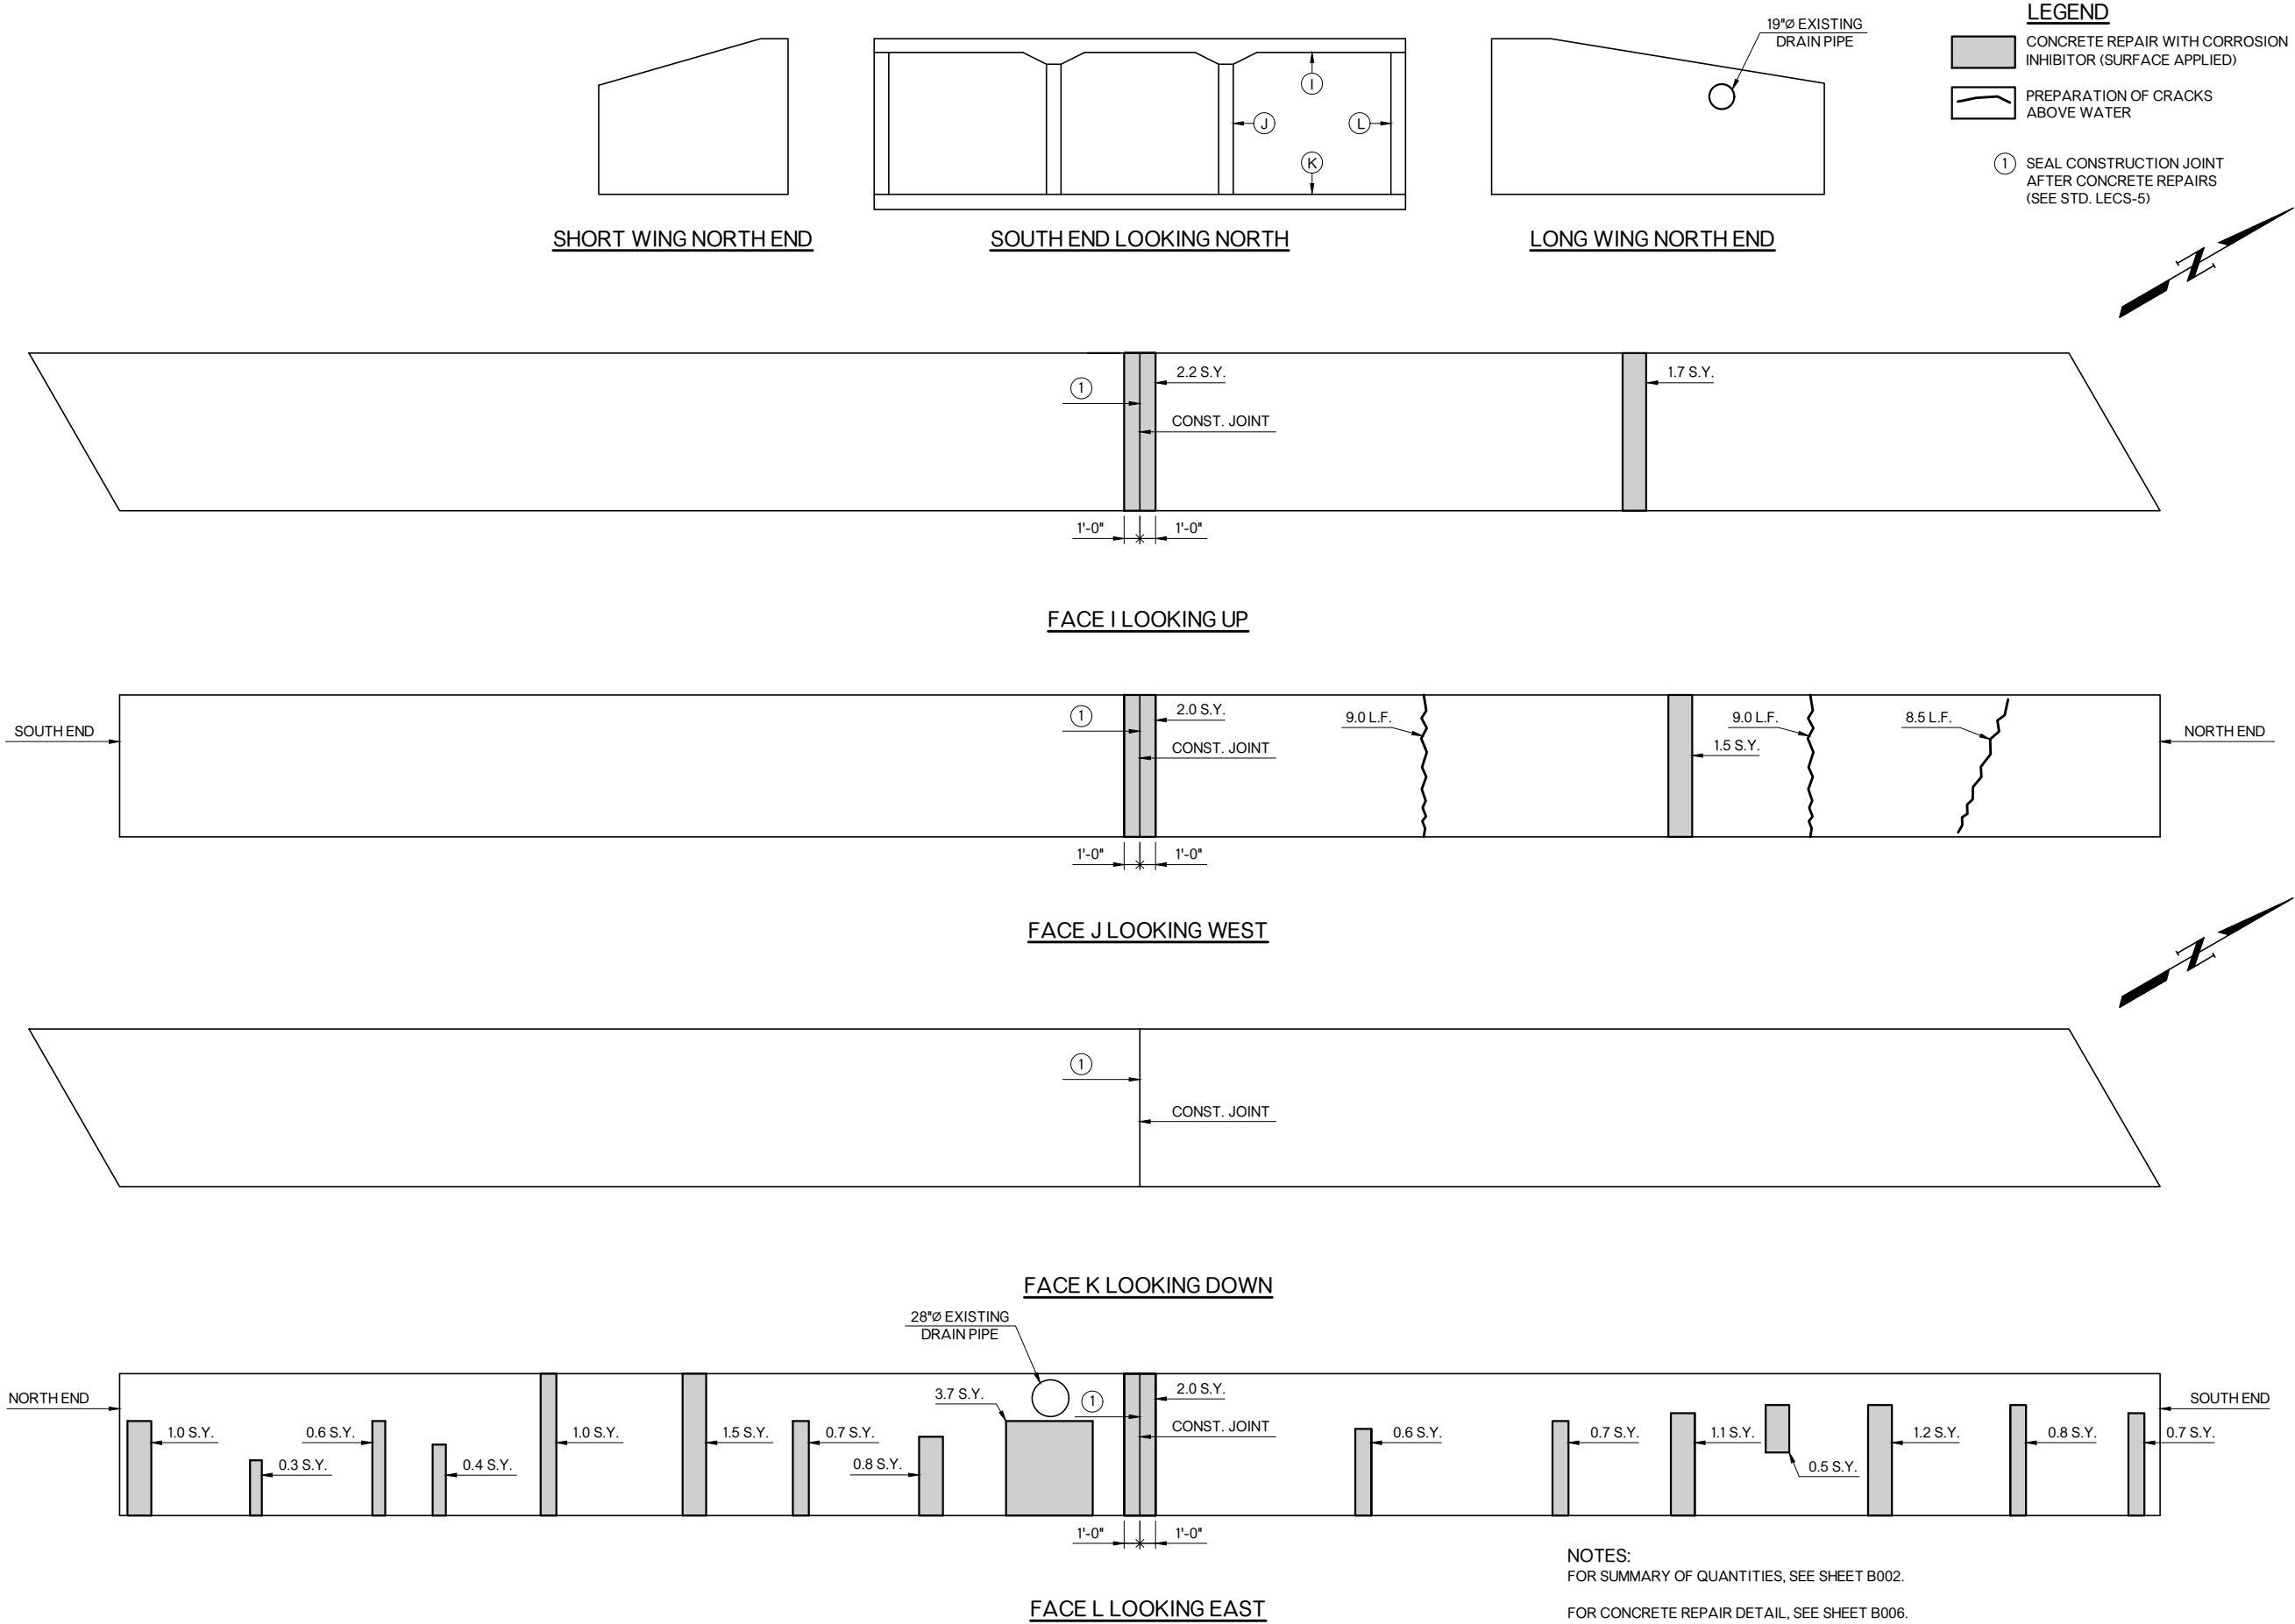 LEGEND
CONCRETE REPAIR WITH CORROSION
INHIBITOR (SURFACE APPLIED)
PREPARATION OF CRACKS
ABOVE WATER
1 SEAL CONSTRUCTION JOINT
AFTER CONCRETE REPAIRS
(SEE STD. LECS-5)
19"Ø EXISTING
DRAIN PIPE
I
J
L
K
SHORT WING NORTH END
SOUTH END LOOKING NORTH
LONG WING NORTH END
N
1
2.2 S.Y.
CONST. JOINT
1.7 S.Y.
1'-0"
1'-0"
FACE I LOOKING UP
SOUTH END
1
2.0 S.Y.
CONST. JOINT
9.0 L.F.
1.5 S.Y.
9.0 L.F.
8.5 L.F.
NORTH END
1'-0"
1'-0"
FACE J LOOKING WEST
N
1
CONST. JOINT
FACE K LOOKING DOWN
28"Ø EXISTING
DRAIN PIPE
NORTH END
1.0 S.Y.
0.3 S.Y.
0.6 S.Y.
0.4 S.Y.
1.0 S.Y.
1.5 S.Y.
0.7 S.Y.
0.8 S.Y.
3.7 S.Y.
1
2.0 S.Y.
CONST. JOINT
0.6 S.Y.
0.7 S.Y.
1.1 S.Y.
0.5 S.Y.
1.2 S.Y.
0.8 S.Y.
0.7 S.Y.
SOUTH END
1'-0"
1'-0"
FACE L LOOKING EAST
NOTES:
FOR SUMMARY OF QUANTITIES, SEE SHEET B002.
FOR CONCRETE REPAIR DETAIL, SEE SHEET B006.